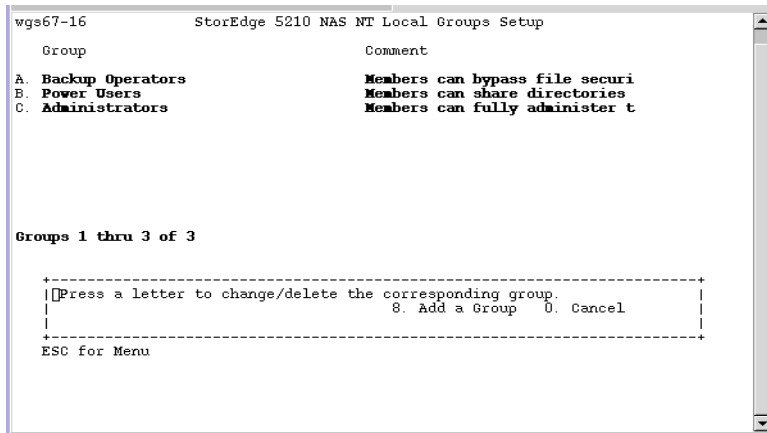 wgs67-16 StorEdge 5210 NAS NT Local Groups Setup
Group Comment
A. Backup Operators Members can bypass file securi
B. Power Users Members can share directories
C. Administrators Members can fully administer t
Groups 1 thru 3 of 3
Press a letter to change/delete the corresponding group.
8. Add a Group 0. Cancel
ESC for Menu